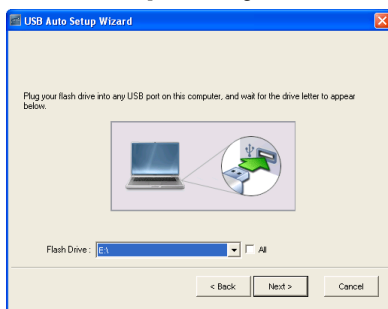 USB Auto Setup Wizard
Plug your flash drive into any USB port on this computer, and wait for the drive letter to appear
below.
Flash Drive : E:\ All
< Back Next > Cancel